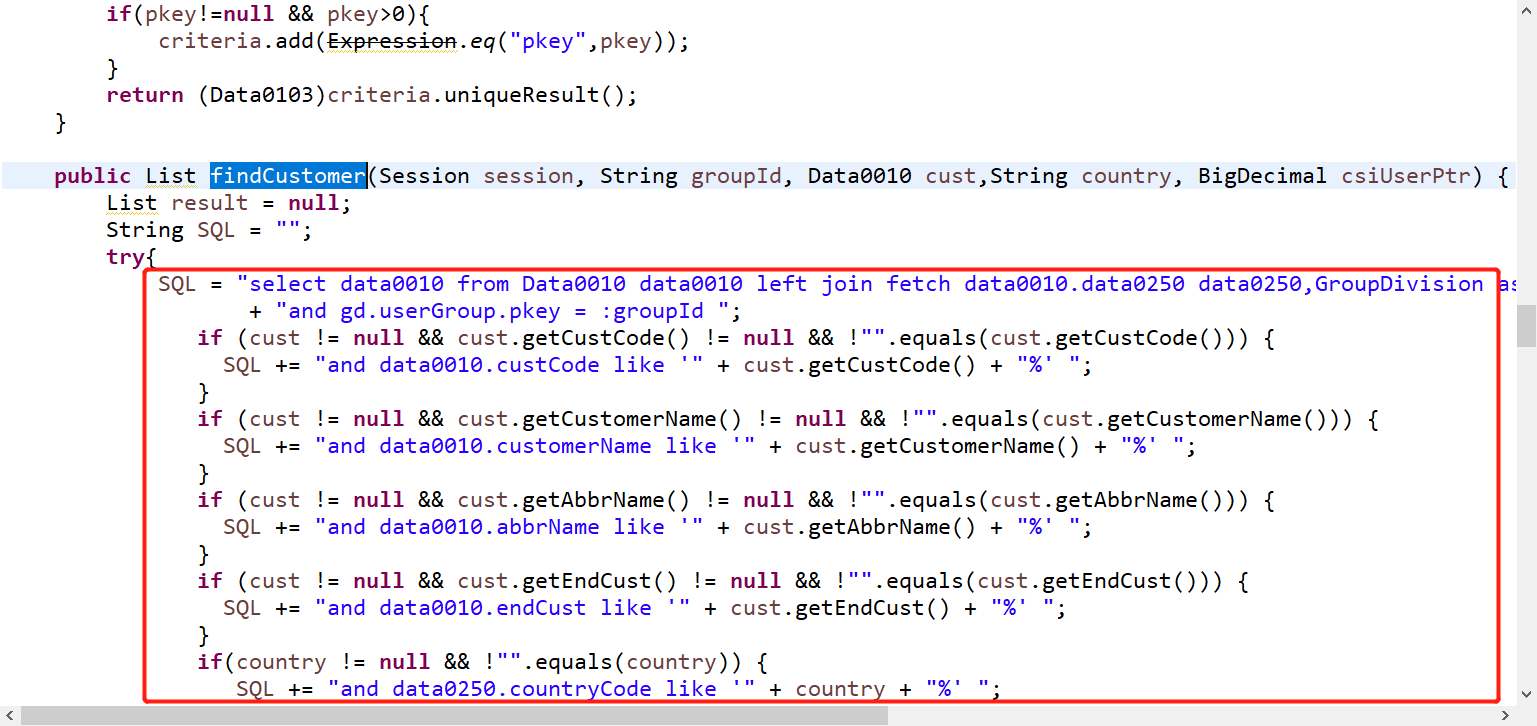 if(pkey!=null && pkey>0){
criteria.add(Expression.eq("pkey",pkey));
}
return (Data0103)criteria.uniqueResult();
}
public List findCustomer(Session session, String groupId, Data0010 cust,String country, BigDecimal csiUserPtr) {
List result = null;
String SQL = "";
try{
SQL = "select data0010 from Data0010 data0010 left join fetch data0010.data0250 data0250,GroupDivision as
+ "and gd.userGroup.pkey = :groupId ";
if (cust != null && cust.getCustCode() != null && !"".equals(cust.getCustCode())) {
SQL += "and data0010.custCode like '" + cust.getCustCode() + "%' ";
}
if (cust != null && cust.getCustomerName() != null && !"".equals(cust.getCustomerName())) {
SQL += "and data0010.customerName like '" + cust.getCustomerName() + "%' ";
}
if (cust != null && cust.getAbbrName() != null && !"".equals(cust.getAbbrName())) {
SQL += "and data0010.abbrName like '" + cust.getAbbrName() + "%' ";
}
if (cust != null && cust.getEndCust() != null && !"".equals(cust.getEndCust())) {
SQL += "and data0010.endCust like '" + cust.getEndCust() + "%' ";
}
if(country != null && !"".equals(country)) {
SQL += "and data0250.countryCode like '" + country + "%' ";